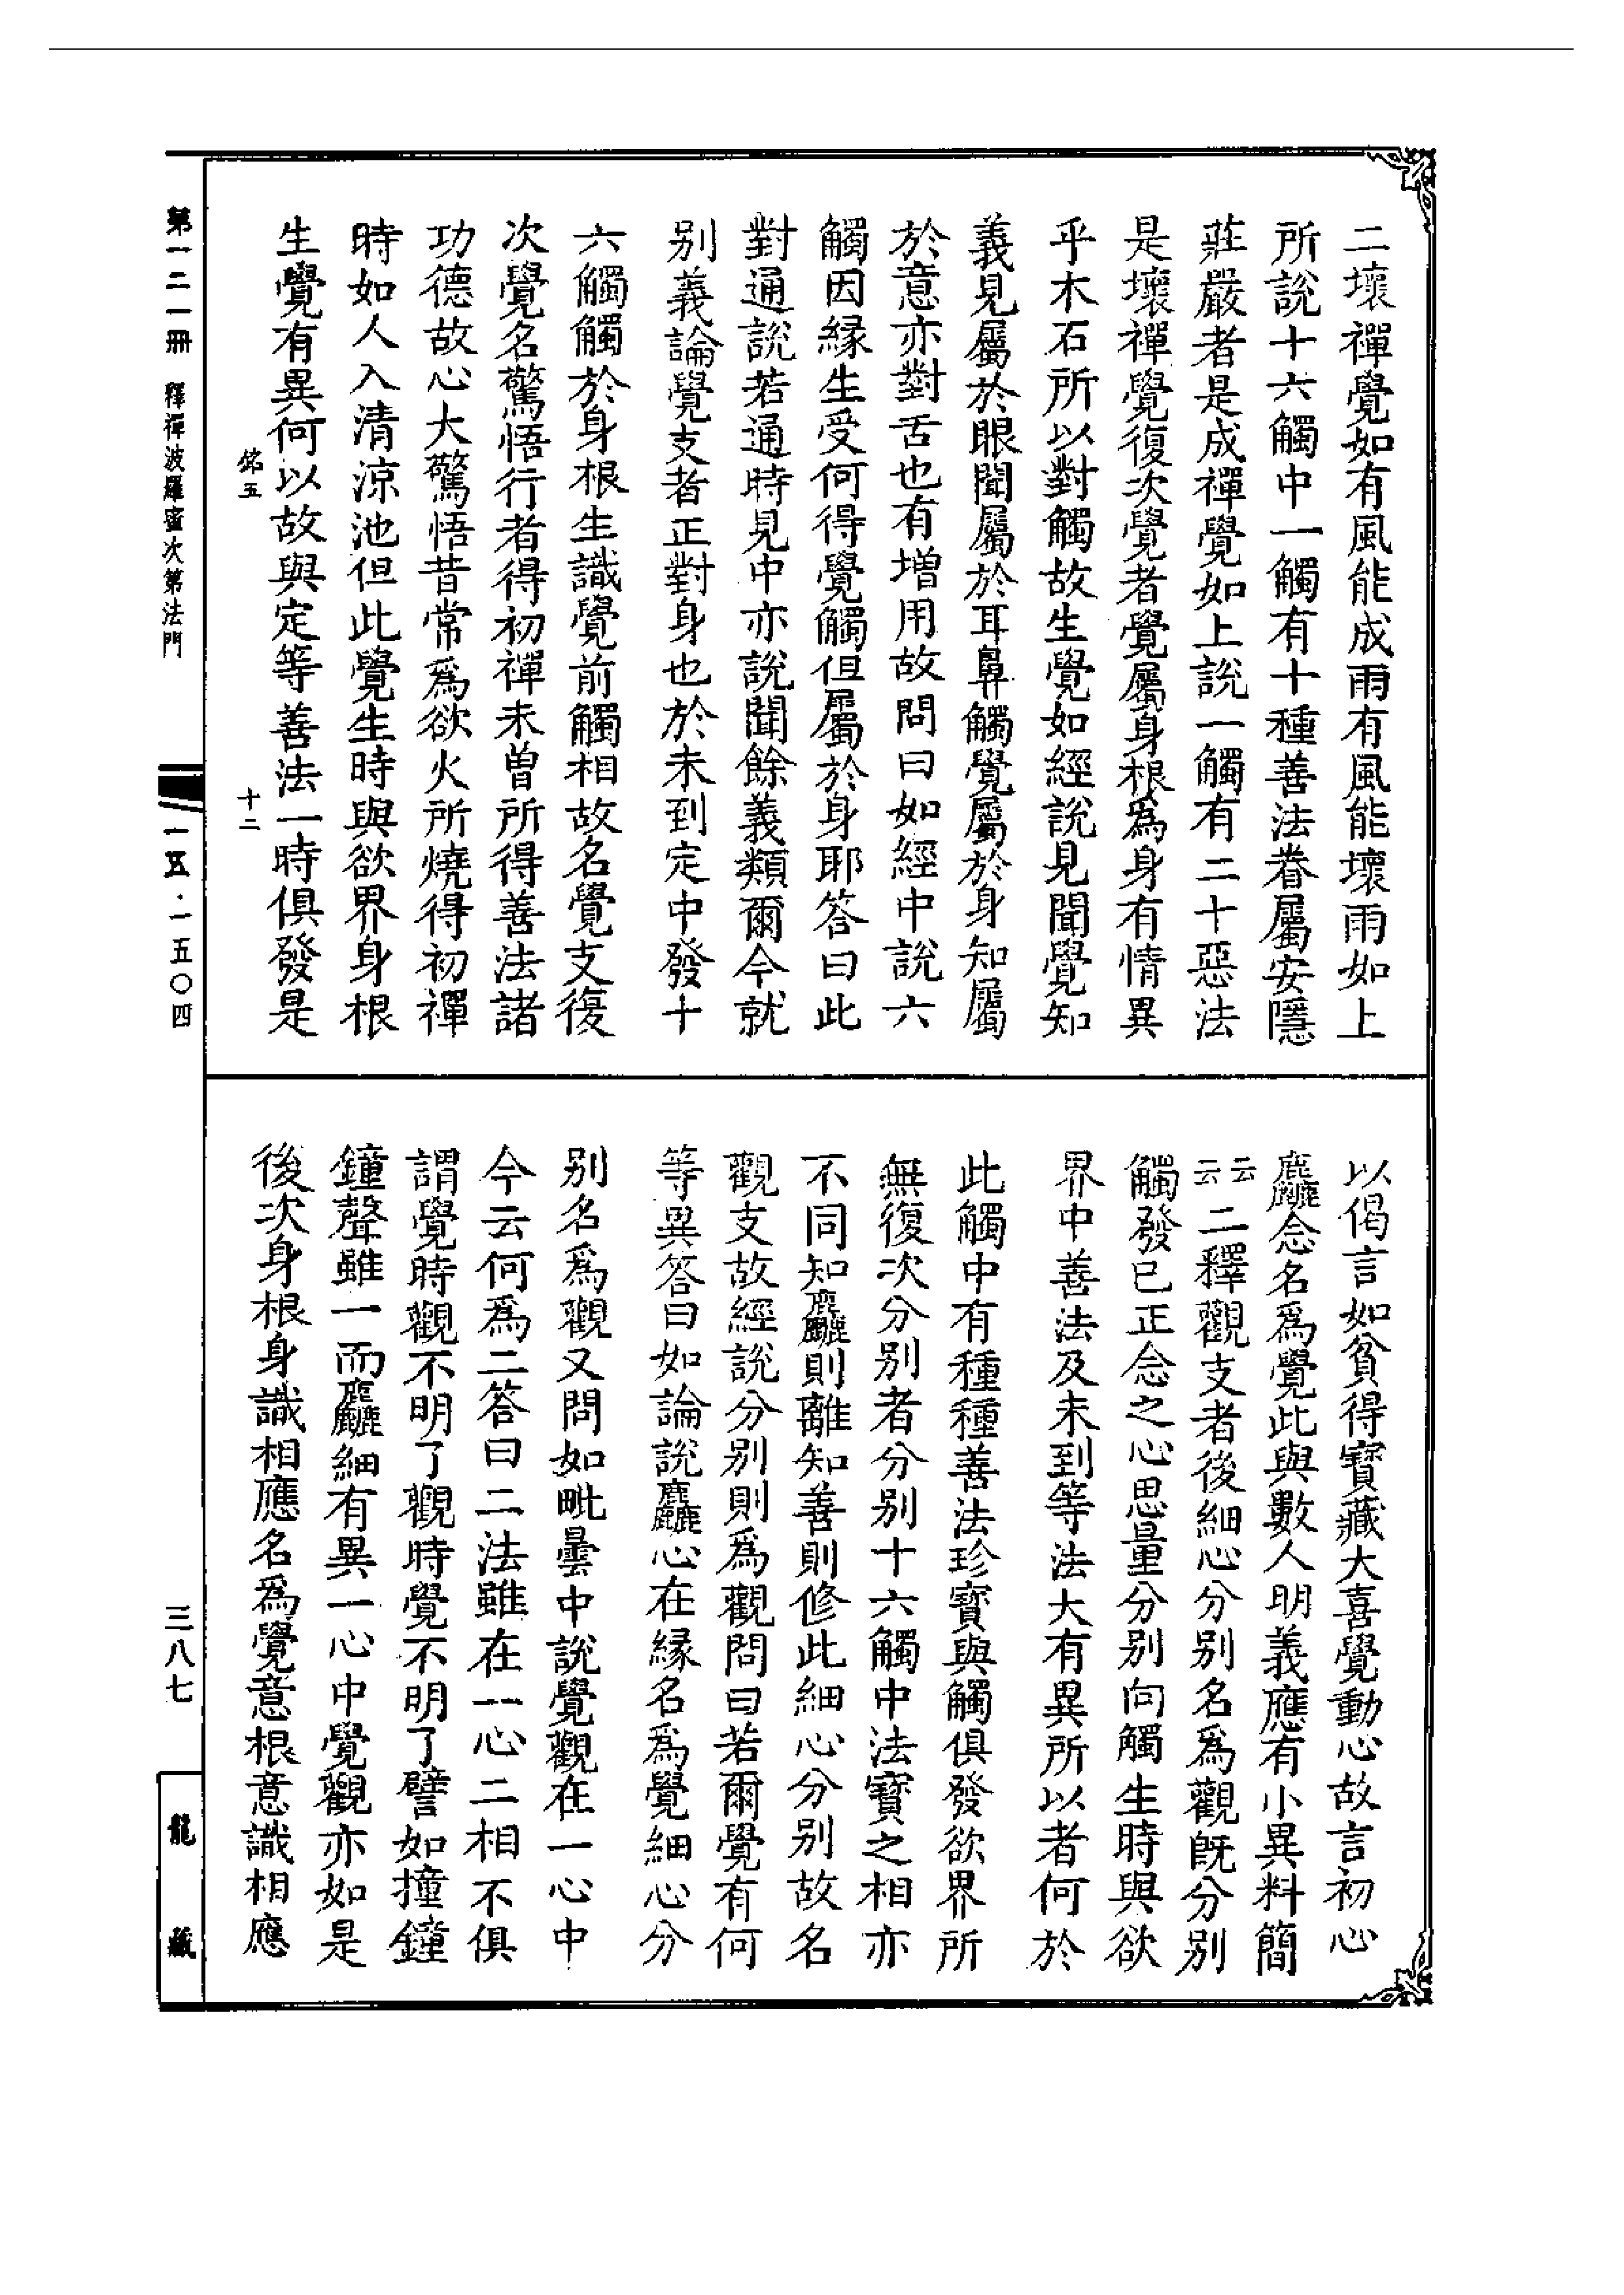 二壞禪覺如有風能成雨有風能壞雨如上
所說十六觸中一觸有十種善法眷屬安隱
莊嚴者是成禪覺如上說一觸有二十惡法
是壞禪覺復次覺者覺屬身根爲身有情異
乎木石所以對觸故生覺如經說見聞覺知
義見屬於眼聞屬於耳鼻觸覺屬於身知屬
於意亦對舌也有增用故問曰如經中說六
觸因緣生受何得覺觸但屬於身耶答曰此
對通說若通時見中亦說聞餘義類爾今就
別義論覺支者正對身也於未到定中發十
六觸觸於身根生識覺前觸相故名覺支復
次覺名驚悟行者得初禪未曾所得善法諸
功德故心大驚悟昔常爲欲火所燒得初禪
時如人入清涼池但此覺生時與欲界身根
生覺有異何以故與定等善法一時俱發是
銘五 十二
以偈言如貧得寶藏大喜覺動心故言初心
麤念名爲覺此與數人明義應有小異料簡
云云二釋觀支者後細心分別名爲觀既分別
觸發已正念之心思量分別向觸生時與欲
界中善法及未到等法大有異所以者何於
此觸中有種種善法珍寶與觸俱發欲界所
無復次分別者分別十六觸中法寶之相亦
不同知麤則離知善則修此細心分別故名
觀支故經說分別則爲觀問曰若爾覺有何
等異答曰如論說麤心在緣名爲覺細心分
別名爲觀又問如毗曇中說覺觀在一心中
今云何爲二答曰二法雖在一心二相不俱
謂覺時觀不明了觀時覺不明了譬如撞鐘
鐘聲雖一而麤細有異一心中覺觀亦如是
後次身根身識相應名爲覺意根意識相應
第一二一冊 釋禪波羅蜜次第法門
一五·一五〇四
三八七
龍藏